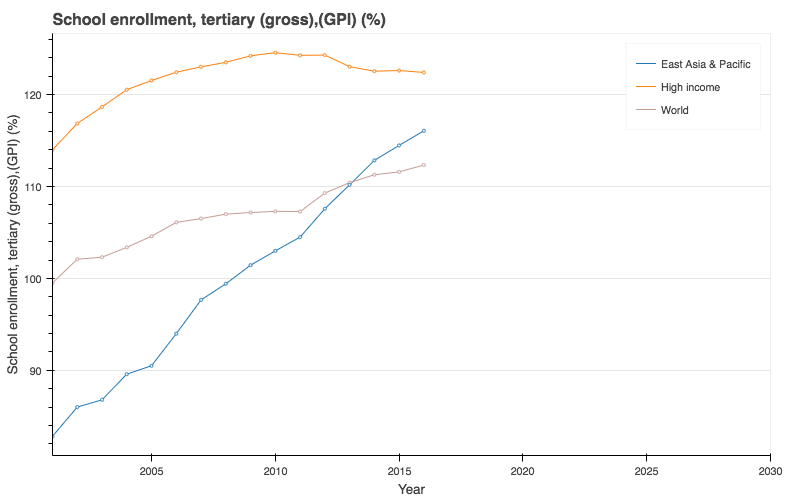 School enrollment, tertiary (gross),(GPI) (%)
East Asia & Pacific
High income
World
School enrollment, tertiary (gross),(GPI) (%)
120
110
100
90
2005 2010 2015 2020 2025 2030
Year